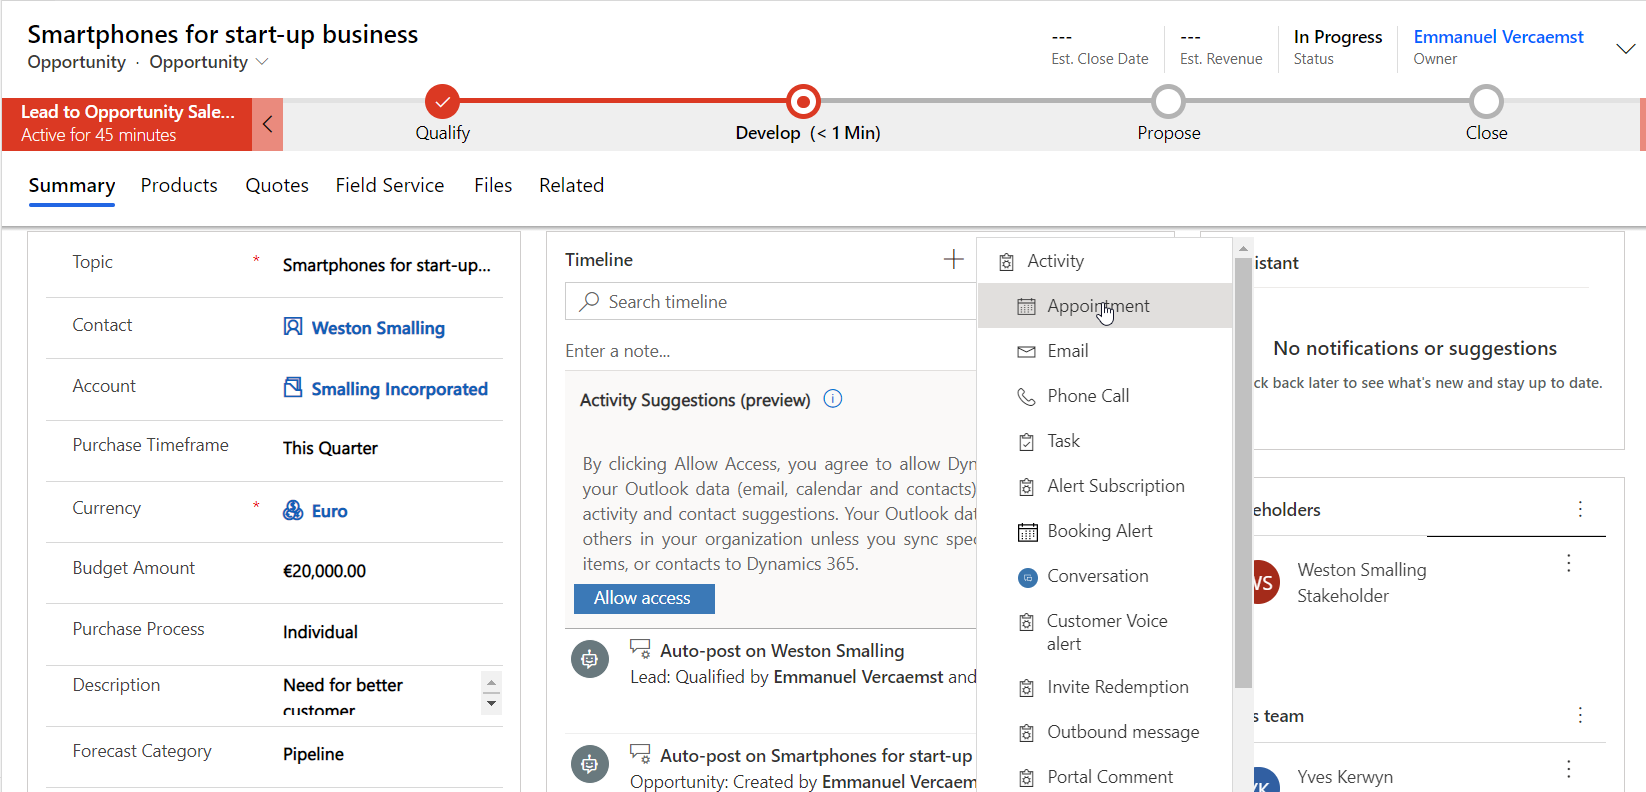 Smartphones for start-up business
Opportunity · Opportunity
---
Est. Close Date
---
Est. Revenue
In Progress
Status
Emmanuel Vercaemst
Owner
Lead to Opportunity Sale...
Active for 45 minutes
Qualify
Develop (< 1 Min)
Propose
Close
Summary Products Quotes Field Service Files Related
Topic * Smartphones for start-up...
Contact Weston Smalling
Account Smalling Incorporated
Purchase Timeframe This Quarter
Currency * Euro
Budget Amount €20,000.00
Purchase Process Individual
Description Need for better
customer
Forecast Category Pipeline
Timeline
Search timeline
Enter a note...
Activity Suggestions (preview)
By clicking Allow Access, you agree to allow Dyn
your Outlook data (email, calendar and contacts)
activity and contact suggestions. Your Outlook dat
others in your organization unless you sync spec
items, or contacts to Dynamics 365.
Allow access
Auto-post on Weston Smalling
Lead: Qualified by Emmanuel Vercaemst and
Auto-post on Smartphones for start-up
Opportunity: Created by Emmanuel Vercaem
Activity
Appointment
Email
Phone Call
Task
Alert Subscription
Booking Alert
Conversation
Customer Voice
alert
Invite Redemption
Outbound message
Portal Comment
istant
No notifications or suggestions
ck back later to see what's new and stay up to date.
eholders
WS
Weston Smalling
Stakeholder
s team
YK
Yves Kerwyn